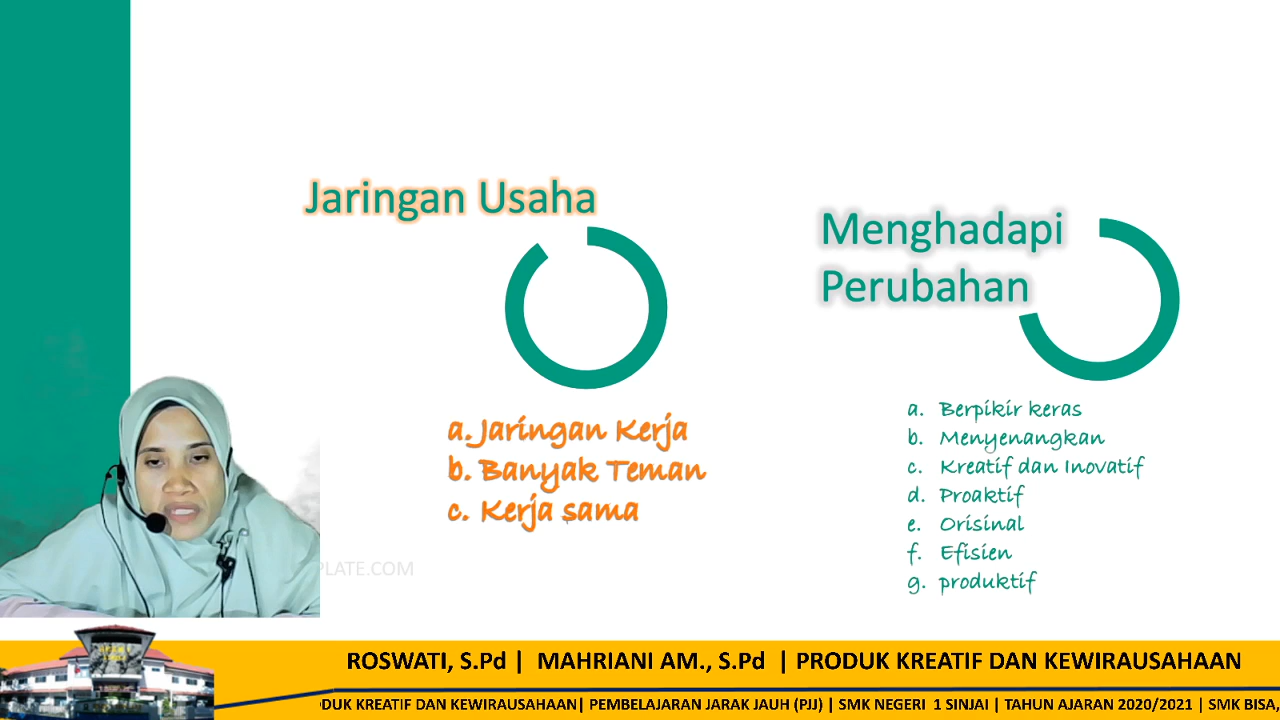 Jaringan Usaha
a. Jaringan Kerja
b. Banyak Teman
c. Kerja sama
Menghadapi
Perubahan
a. Berpikir keras
b. Menyenangkan
c. Kreatif dan Inovatif
d. Proaktif
e. Orisinal
f. Efisien
g. produktif
PLATE.COM
ROSWATI, S.Pd | MAHRIANI AM., S.Pd | PRODUK KREATIF DAN KEWIRAUSAHAAN
DUK KREATIF DAN KEWIRAUSAHAAN| PEMBELAJARAN JARAK JAUH (PJJ) | SMK NEGERI 1 SINJAI | TAHUN AJARAN 2020/2021 | SMK BISA,